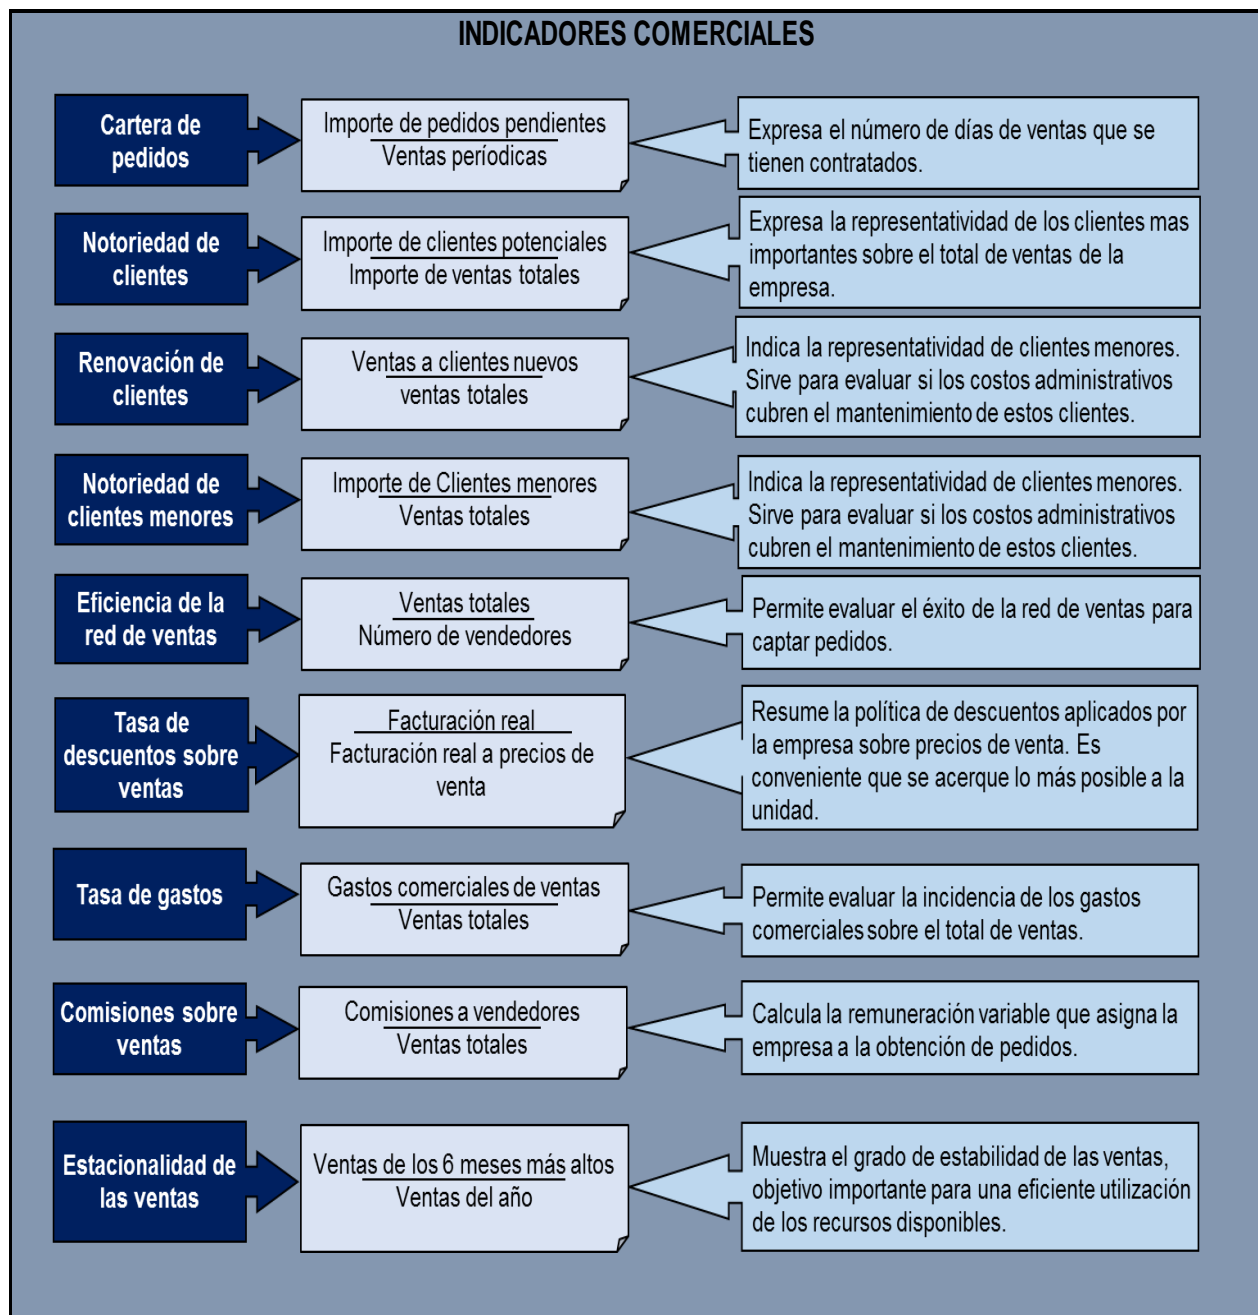 INDICADORES COMERCIALES
Cartera de
pedidos
Importe de pedidos pendientes
Ventas períodicas
Expresa el número de días de ventas que se
tienen contratados.
Notoriedad de
clientes
Importe de clientes potenciales
Importe de ventas totales
Expresa la representatividad de los clientes mas
importantes sobre el total de ventas de la
empresa.
Renovación de
clientes
Ventas a clientes nuevos
ventas totales
Indica la representatividad de clientes menores.
Sirve para evaluar si los costos administrativos
cubren el mantenimiento de estos clientes.
Notoriedad de
clientes menores
Importe de Clientes menores
Ventas totales
Indica la representatividad de clientes menores.
Sirve para evaluar si los costos administrativos
cubren el mantenimiento de estos clientes.
Eficiencia de la
red de ventas
Ventas totales
Número de vendedores
Permite evaluar el éxito de la red de ventas para
captar pedidos.
Tasa de
descuentos sobre
ventas
Facturación real
Facturación real a precios de
venta
Resume la política de descuentos aplicados por
la empresa sobre precios de venta. Es
conveniente que se acerque lo más posible a la
unidad.
Tasa de gastos
Gastos comerciales de ventas
Ventas totales
Permite evaluar la incidencia de los gastos
comerciales sobre el total de ventas.
Comisiones sobre
ventas
Comisiones a vendedores
Ventas totales
Calcula la remuneración variable que asigna la
empresa a la obtención de pedidos.
Estacionalidad de
las ventas
Ventas de los 6 meses más altos
Ventas del año
Muestra el grado de estabilidad de las ventas,
objetivo importante para una eficiente utilización
de los recursos disponibles.